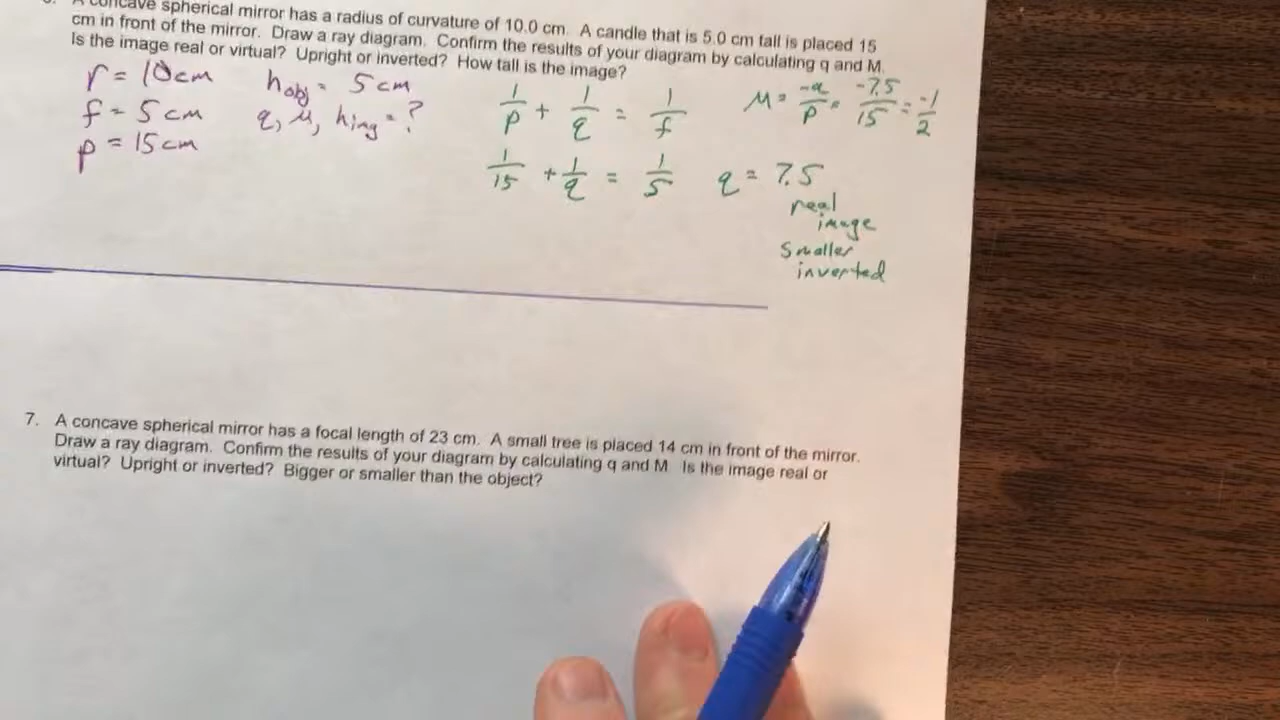 A concave spherical mirror has a radius of curvature of 10.0 cm. A candle that is 5.0 cm tall is placed 15
cm in front of the mirror. Draw a ray diagram. Confirm the results of your diagram by calculating q and M.
Is the image real or virtual? Upright or inverted? How tall is the image?
r = 10cm
f = 5 cm
p = 15cm
hobj = 5 cm
q, M, himg = ?
1/p + 1/q = 1/f
1/15 + 1/q = 1/5
M = -q/p = -7.5/15 = -1/2
q = 7.5
real
image
smaller
inverted
7. A concave spherical mirror has a focal length of 23 cm. A small tree is placed 14 cm in front of the mirror.
Draw a ray diagram. Confirm the results of your diagram by calculating q and M Is the image real or
virtual? Upright or inverted? Bigger or smaller than the object?